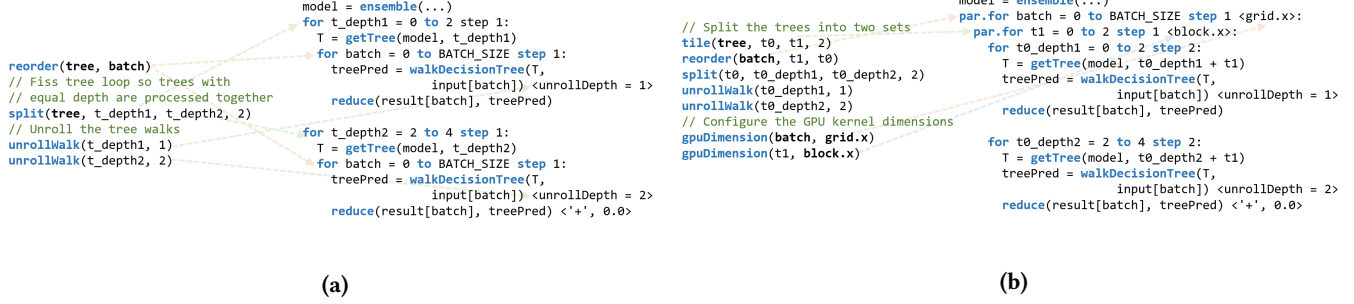 reorder(tree, batch)
// Fiss tree loop so trees with
// equal depth are processed together
split(tree, t_depth1, t_depth2, 2)
// Unroll the tree walks
unrollWalk(t_depth1, 1)
unrollWalk(t_depth2, 2)
model = ensemble(...)
for t_depth1 = 0 to 2 step 1:
T = getTree(model, t_depth1)
for batch = 0 to BATCH_SIZE step 1:
treePred = walkDecisionTree(T,
input[batch]) <unrollDepth = 1>
reduce(result[batch], treePred)
for t_depth2 = 2 to 4 step 1:
T = getTree(model, t_depth2)
for batch = 0 to BATCH_SIZE step 1:
treePred = walkDecisionTree(T,
input[batch]) <unrollDepth = 2>
reduce(result[batch], treePred) <'+', 0.0>
(a)
// Split the trees into two sets
tile(tree, t0, t1, 2)
reorder(batch, t1, t0)
split(t0, t0_depth1, t0_depth2, 2)
unrollWalk(t0_depth1, 1)
unrollWalk(t0_depth2, 2)
// Configure the GPU kernel dimensions
gpuDimension(batch, grid.x)
gpuDimension(t1, block.x)
model = ensemble(...)
par.for batch = 0 to BATCH_SIZE step 1 <grid.x>:
par.for t1 = 0 to 2 step 1 <block.x>:
for t0_depth1 = 0 to 2 step 2:
T = getTree(model, t0_depth1 + t1)
treePred = walkDecisionTree(T,
input[batch]) <unrollDepth = 1>
reduce(result[batch], treePred)
for t0_depth2 = 2 to 4 step 2:
T = getTree(model, t0_depth2 + t1)
treePred = walkDecisionTree(T,
input[batch]) <unrollDepth = 2>
reduce(result[batch], treePred) <'+', 0.0>
(b)